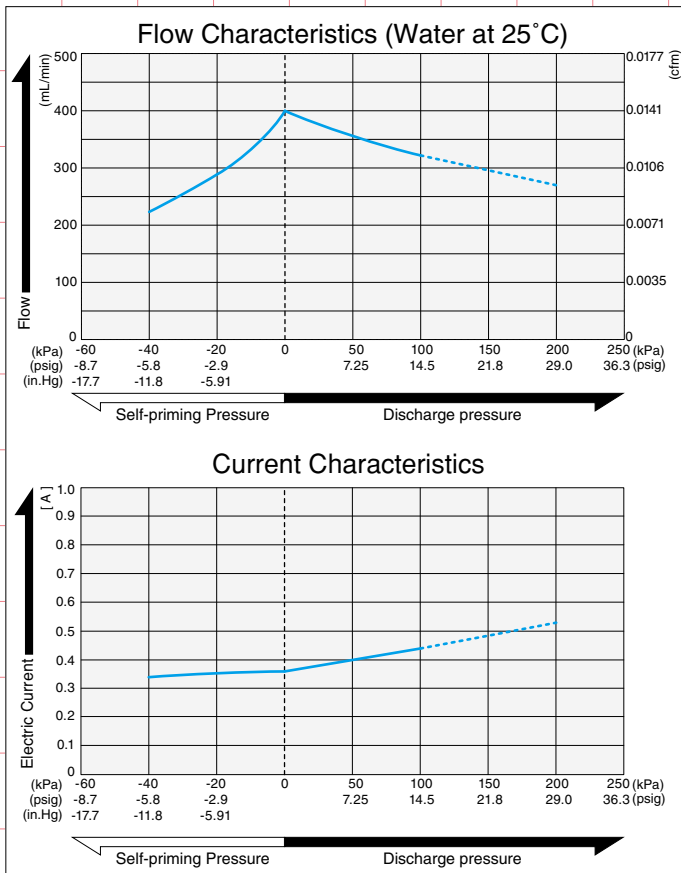 Flow Characteristics (Water at 25˚C)
(mL/min)
500
400
300
200
100
0
0.0177
(cfm)
0.0141
0.0106
0.0071
0.0035
0
Flow
(kPa) -60 -40 -20 0 50 100 150 200 250 (kPa)
(psig) -8.7 -5.8 -2.9 7.25 14.5 21.8 29.0 36.3 (psig)
(in.Hg) -17.7 -11.8 -5.91
Self-priming Pressure Discharge pressure
Current Characteristics
[ A ]
1.0
0.9
0.8
0.7
0.6
0.5
0.4
0.3
0.2
0.1
0
Electric Current
(kPa) -60 -40 -20 0 50 100 150 200 250 (kPa)
(psig) -8.7 -5.8 -2.9 7.25 14.5 21.8 29.0 36.3 (psig)
(in.Hg) -17.7 -11.8 -5.91
Self-priming Pressure Discharge pressure